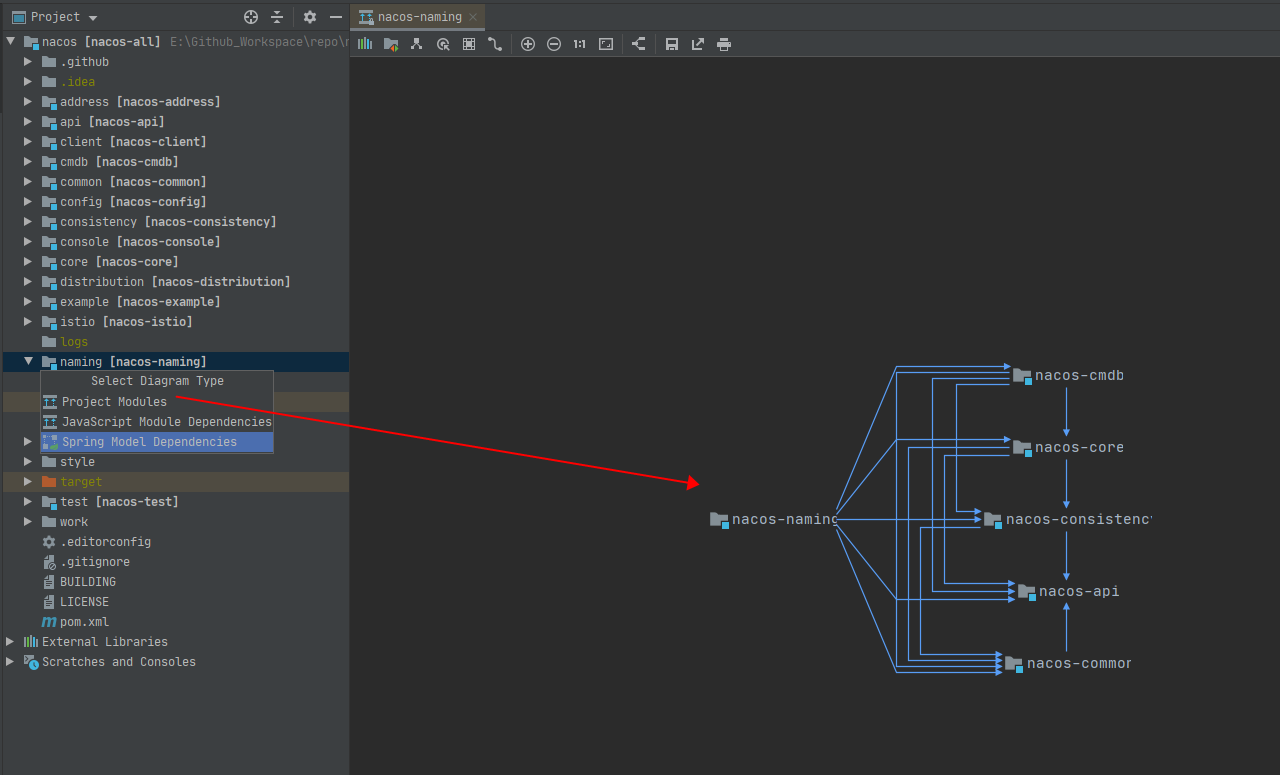 Project
nacos-naming
nacos [nacos-all] E:\Github_Workspace\repo\
.github
.idea
address [nacos-address]
api [nacos-api]
client [nacos-client]
cmdb [nacos-cmdb]
common [nacos-common]
config [nacos-config]
consistency [nacos-consistency]
console [nacos-console]
core [nacos-core]
distribution [nacos-distribution]
example [nacos-example]
istio [nacos-istio]
logs
naming [nacos-naming]
Select Diagram Type
Project Modules
JavaScript Module Dependencies
Spring Model Dependencies
style
target
test [nacos-test]
work
.editorconfig
.gitignore
BUILDING
LICENSE
pom.xml
External Libraries
Scratches and Consoles
1:1
nacos-cmdb
nacos-core
nacos-naming
nacos-consistency
nacos-api
nacos-common